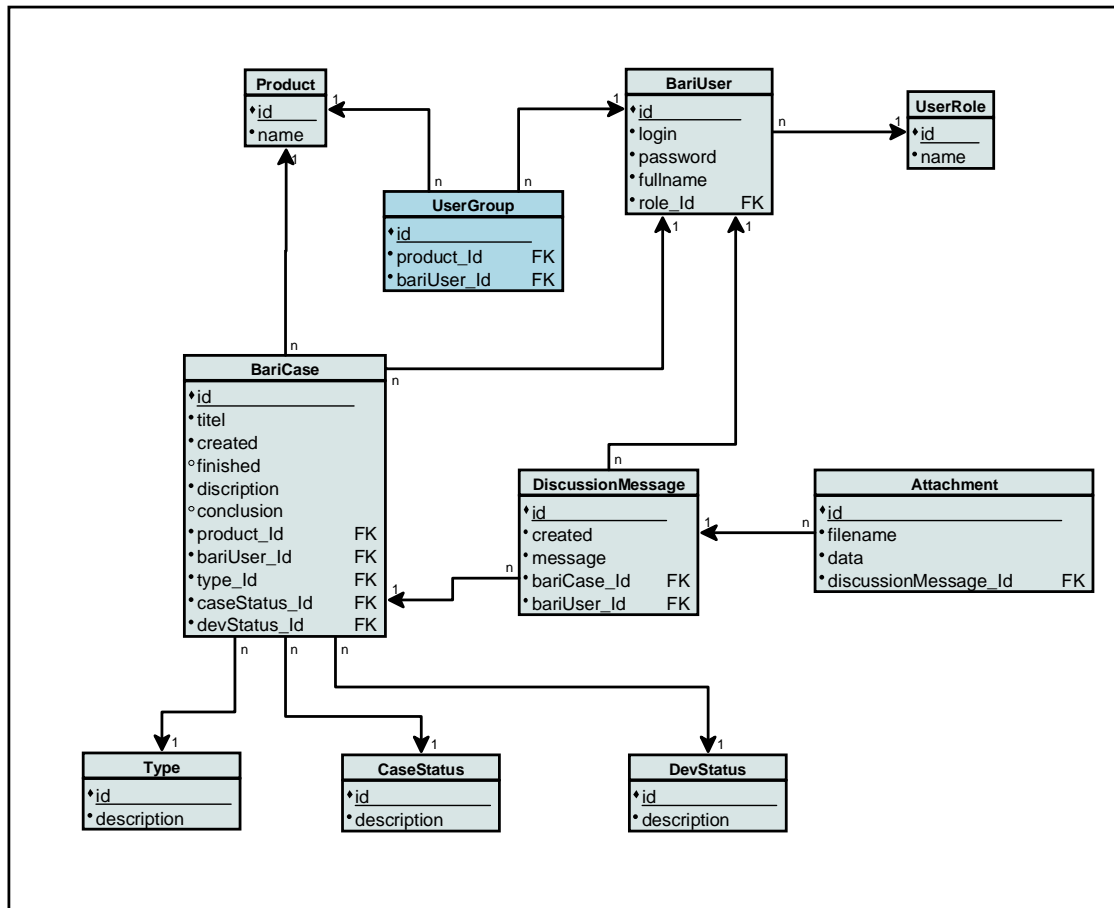 Product
id
name
1
1
BariUser
id
login
password
fullname
role_Id FK
1
n
1
1
1
UserRole
id
name
n
n
UserGroup
id
product_Id FK
bariUser_Id FK
n
BariCase
id
titel
created
finished
discription
conclusion
product_Id FK
bariUser_Id FK
type_Id FK
caseStatus_Id FK
devStatus_Id FK
n
n
DiscussionMessage
id
created
message
bariCase_Id FK
bariUser_Id FK
1
n
n
1
Attachment
id
filename
data
discussionMessage_Id FK
n
n
n
1
1
1
Type
id
description
CaseStatus
id
description
DevStatus
id
description